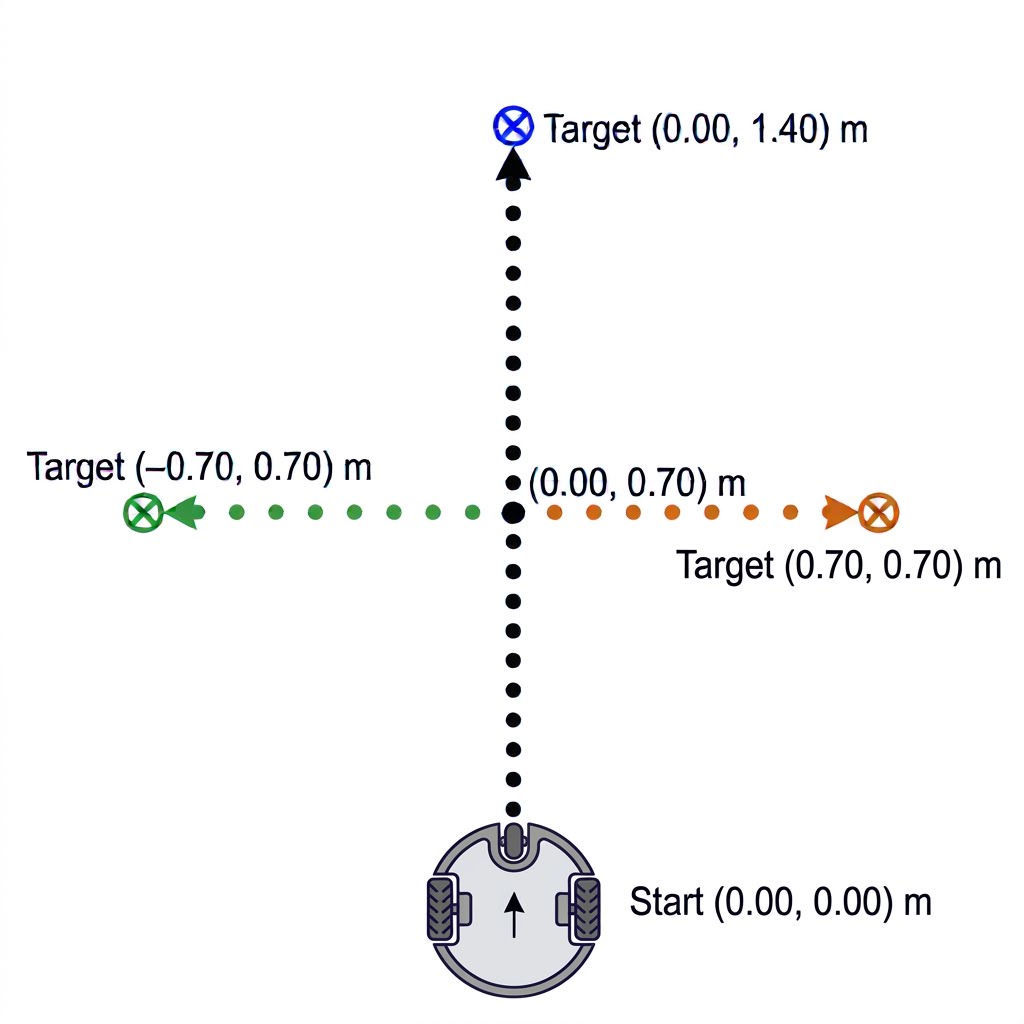 Target (0.00, 1.40) m
Target (–0.70, 0.70) m
(0.00, 0.70) m
Target (0.70, 0.70) m
Start (0.00, 0.00) m